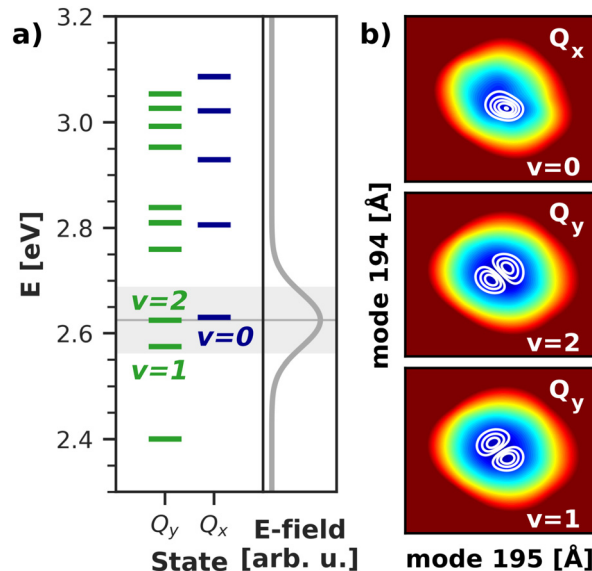 a)
3.2
3.0
2.8
2.6
2.4
E [eV]
v=2
v=0
v=1
Qy Qx E-field
State [arb. u.]
b)
Qx
v=0
Qy
v=2
Qy
v=1
mode 194 [Å]
mode 195 [Å]